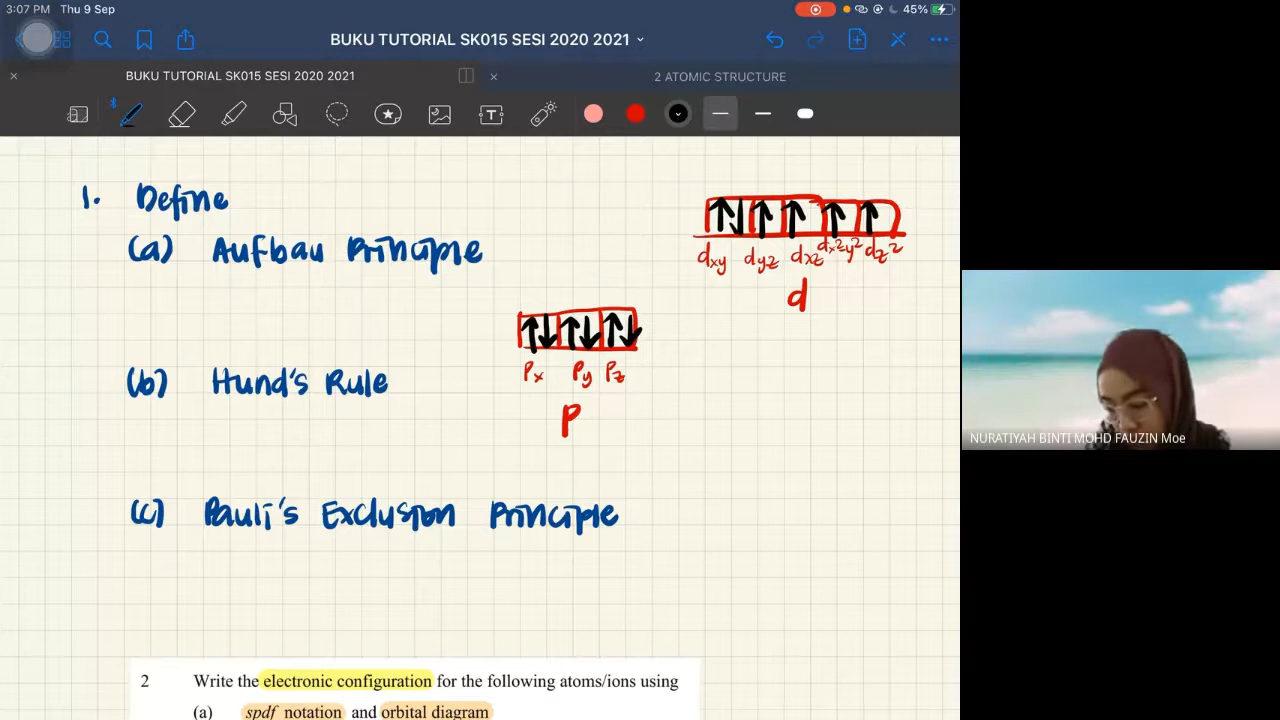 3:07 PM Thu 9 Sep
45%
BUKU TUTORIAL SK015 SESI 2020 2021
BUKU TUTORIAL SK015 SESI 2020 2021
2 ATOMIC STRUCTURE
1. Define
(a) Aufbau Principle
dxy dyz dxz dx²y² dz²
d
Px Py Pz
P
(b) Hund's Rule
(c) Pauli's Exclusion Principle
NURATIYAH BINTI MOHD FAUZIN Moe
2 Write the electronic configuration for the following atoms/ions using
(a) spdf notation and orbital diagram